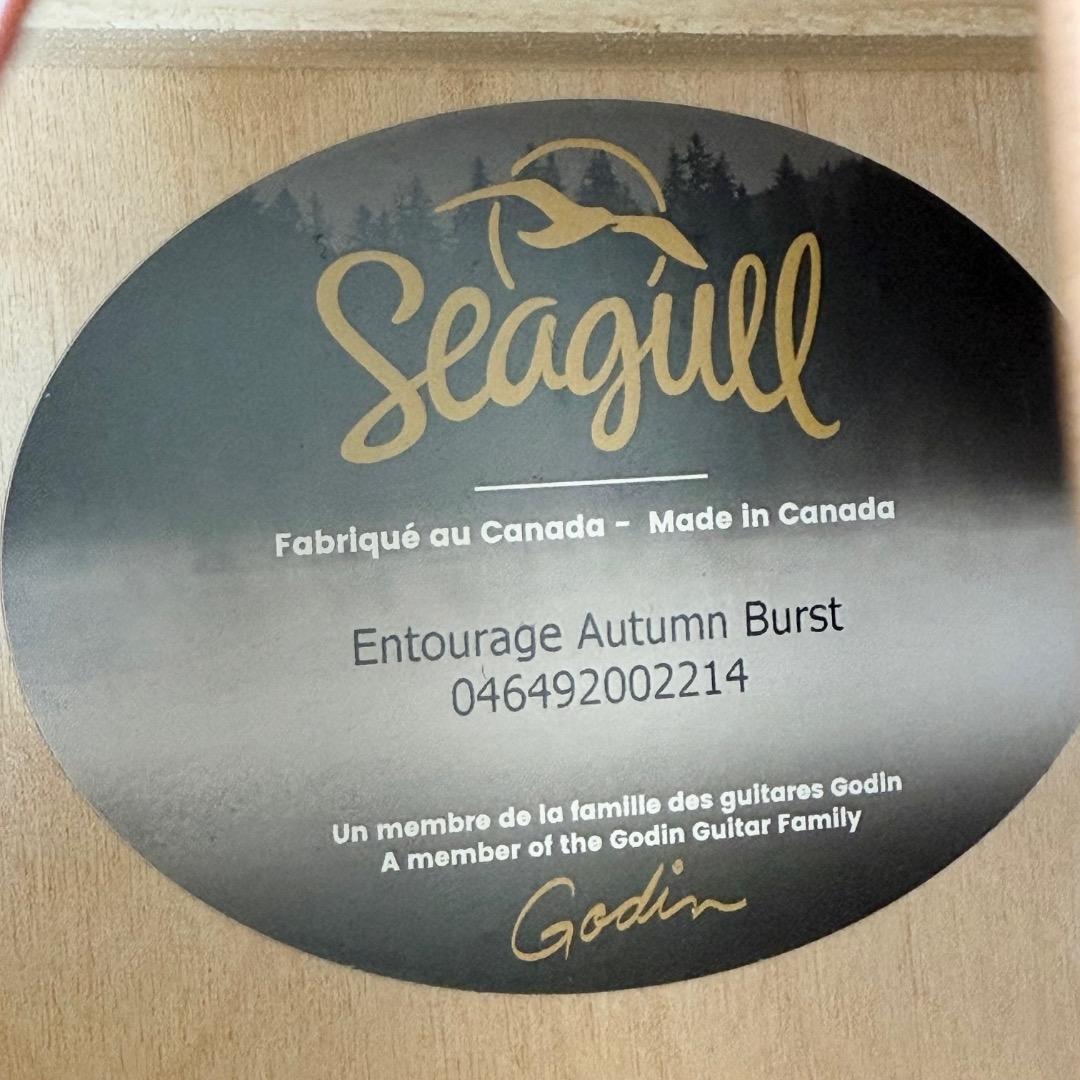 Seagull
Fabriqué au Canada - Made in Canada
Entourage Autumn Burst
046492002214
Un membre de la famille des guitares Godin
A member of the Godin Guitar Family
Godin